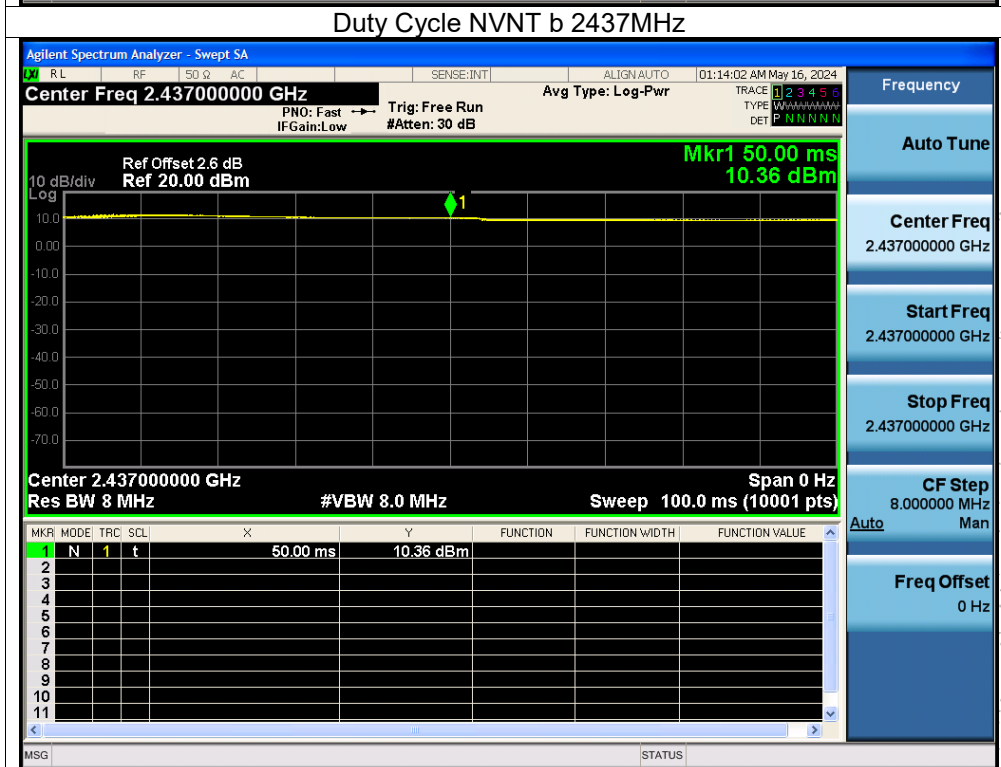 Duty Cycle NVNT b 2437MHz
Agilent Spectrum Analyzer - Swept SA
LXI RL RF 50 Ω AC SENSE:INT ALIGNAUTO 01:14:02 AM May 16, 2024
Center Freq 2.437000000 GHz Avg Type: Log-Pwr TRACE 1 2 3 4 5 6
PNO: Fast Trig: Free Run TYPE WWWWWW
IFGain:Low #Atten: 30 dB DET P N N N N N
Mkr1 50.00 ms
Ref Offset 2.6 dB
10 dB/div Ref 20.00 dBm 10.36 dBm
Log
1
10.0
0.00
-10.0
-20.0
-30.0
-40.0
-50.0
-60.0
-70.0
Center 2.437000000 GHz Span 0 Hz
Res BW 8 MHz #VBW 8.0 MHz Sweep 100.0 ms (10001 pts)
MKR MODE TRC SCL X Y FUNCTION FUNCTION WIDTH FUNCTION VALUE
1 N 1 t 50.00 ms 10.36 dBm
2
3
4
5
6
7
8
9
10
11
MSG STATUS
Frequency
Auto Tune
Center Freq
2.437000000 GHz
Start Freq
2.437000000 GHz
Stop Freq
2.437000000 GHz
CF Step
8.000000 MHz
Auto Man
Freq Offset
0 Hz